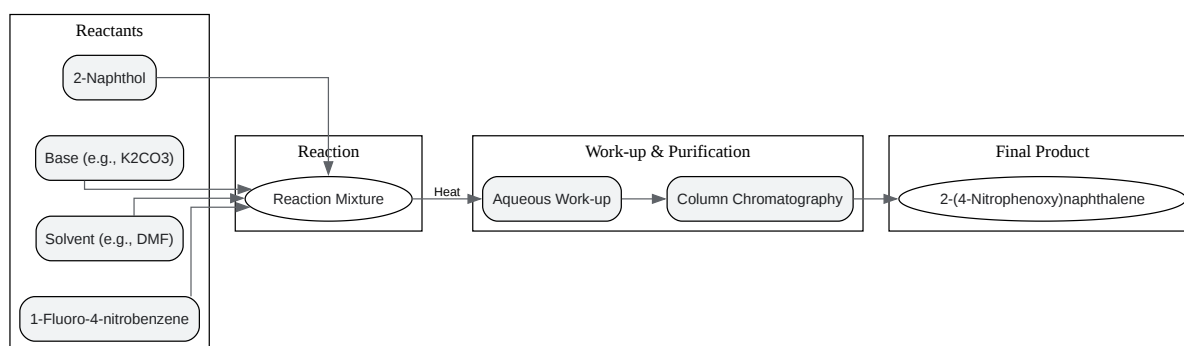 Reactants
2-Naphthol
Base (e.g., K2CO3)
Solvent (e.g., DMF)
1-Fluoro-4-nitrobenzene
Reaction
Reaction Mixture
Heat
Work-up & Purification
Aqueous Work-up
Column Chromatography
Final Product
2-(4-Nitrophenoxy)naphthalene